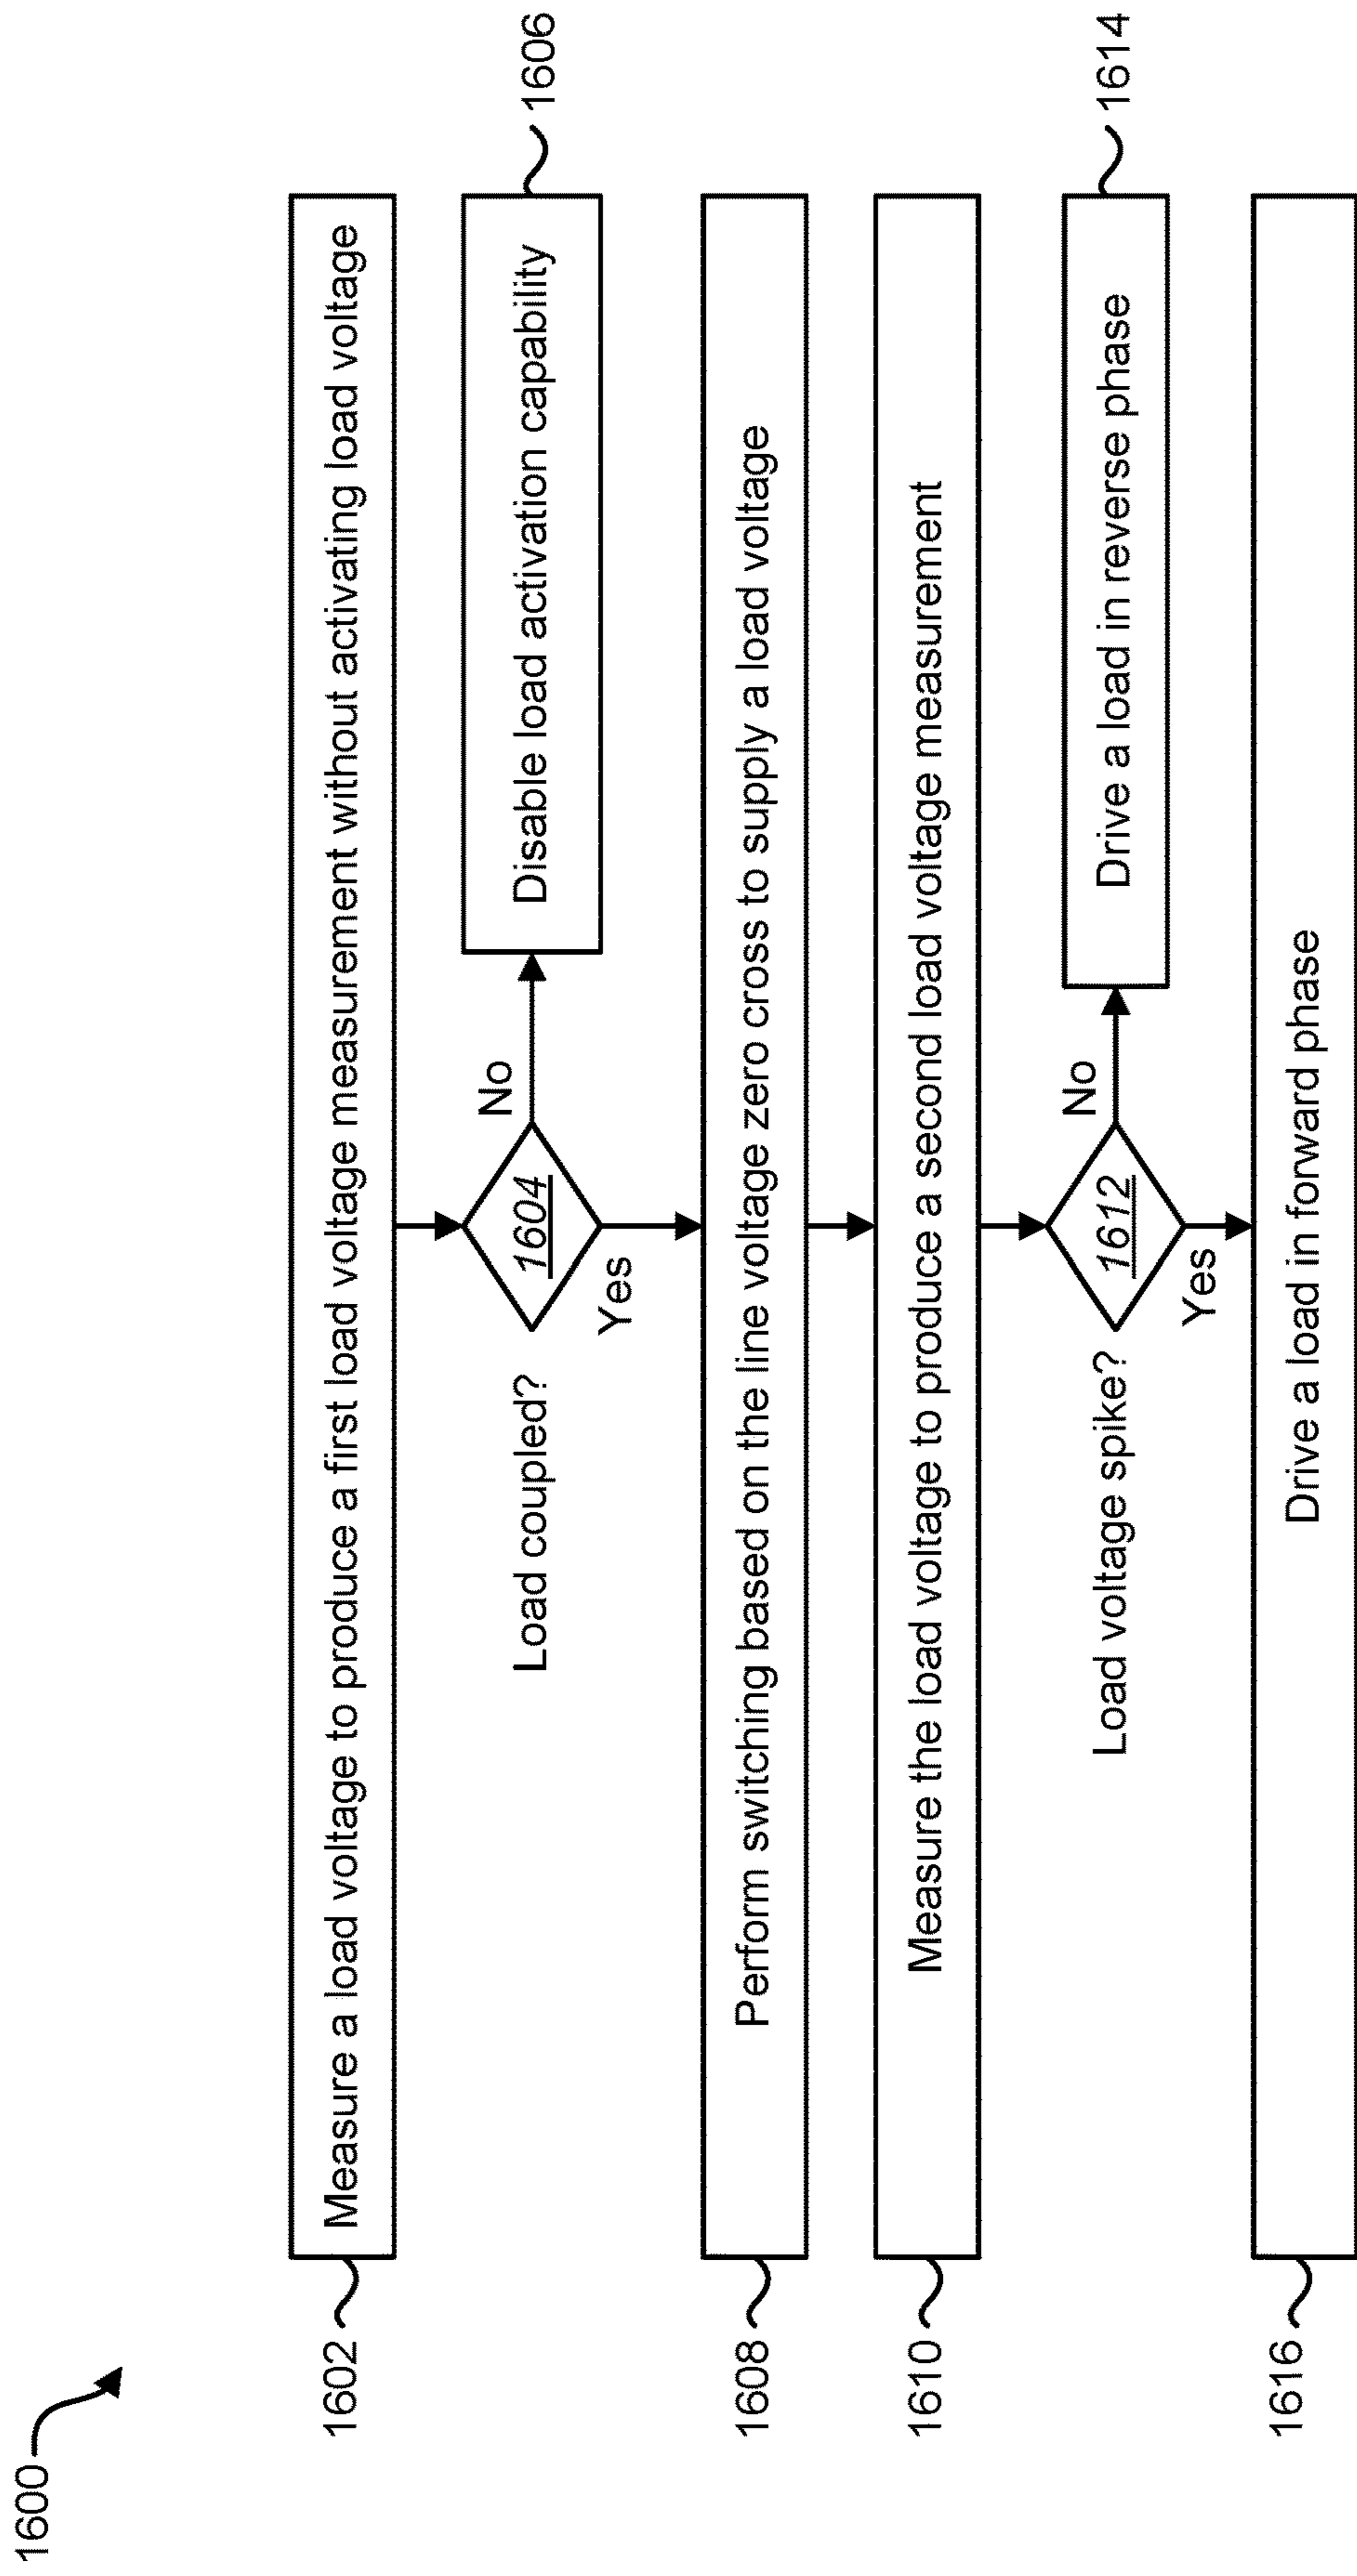 1600
1602
Measure a load voltage to produce a first load voltage measurement without activating load voltage
Load coupled?
1604
No
Disable load activation capability
1606
Yes
1608
Perform switching based on the line voltage zero cross to supply a load voltage
1610
Measure the load voltage to produce a second load voltage measurement
Load voltage spike?
1612
No
Drive a load in reverse phase
1614
Yes
1616
Drive a load in forward phase